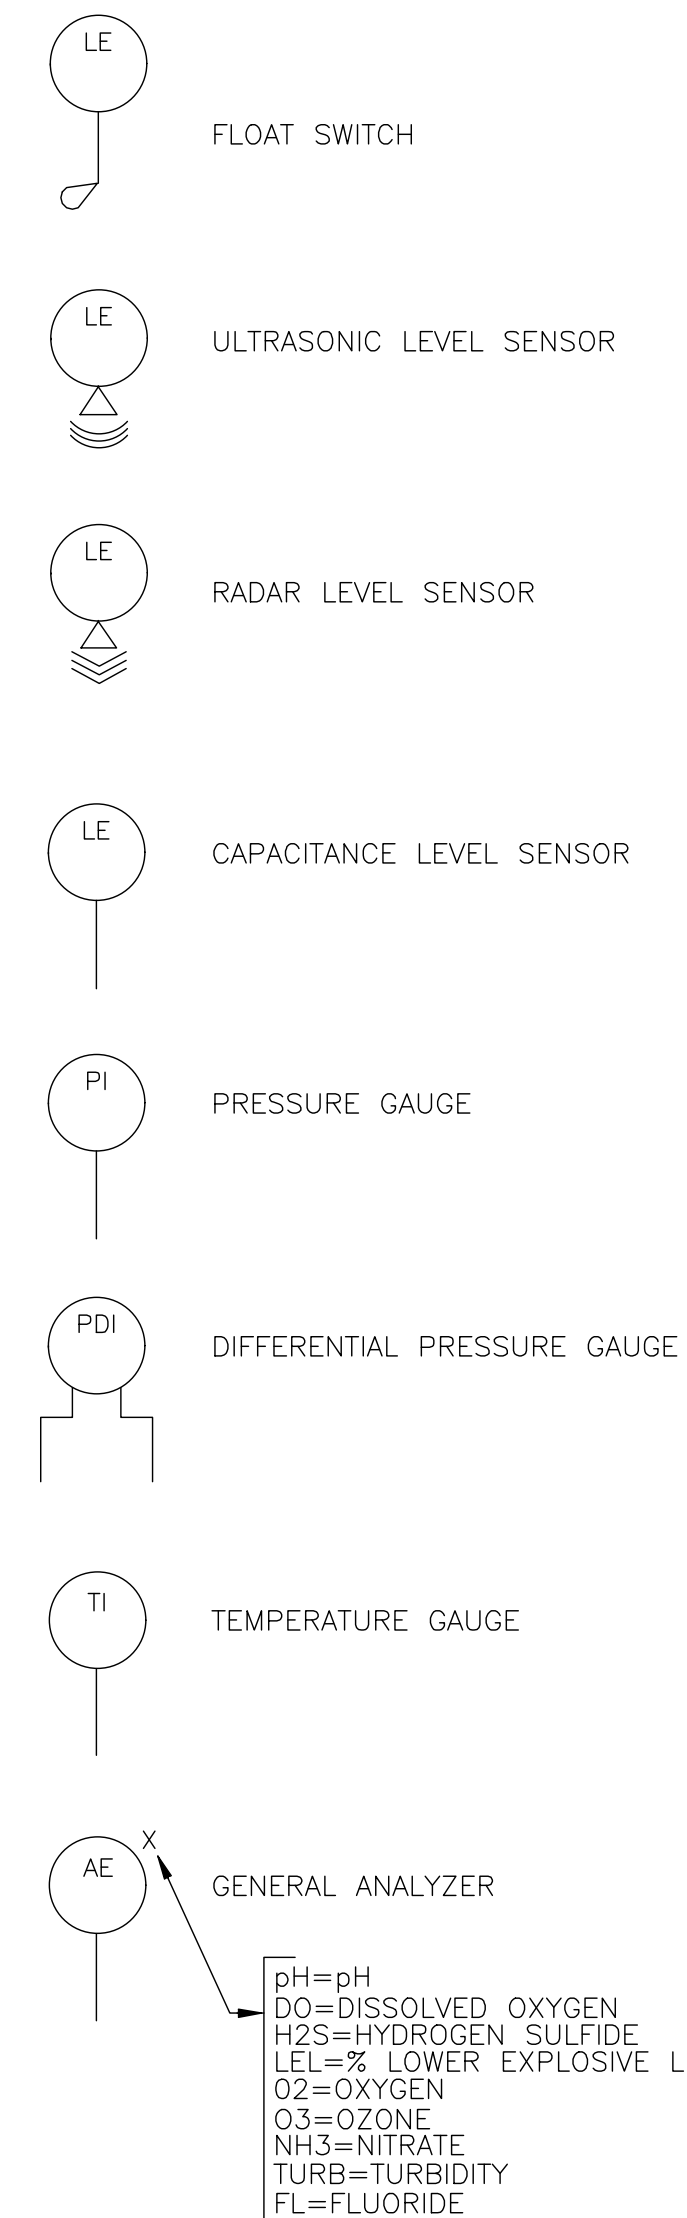 LE
FLOAT SWITCH
LE
ULTRASONIC LEVEL SENSOR
LE
RADAR LEVEL SENSOR
LE
CAPACITANCE LEVEL SENSOR
PI
PRESSURE GAUGE
PDI
DIFFERENTIAL PRESSURE GAUGE
TI
TEMPERATURE GAUGE
X
AE
GENERAL ANALYZER
pH=pH
DO=DISSOLVED OXYGEN
H2S=HYDROGEN SULFIDE
LEL=% LOWER EXPLOSIVE L
O2=OXYGEN
O3=OZONE
NH3=NITRATE
TURB=TURBIDITY
FL=FLUORIDE